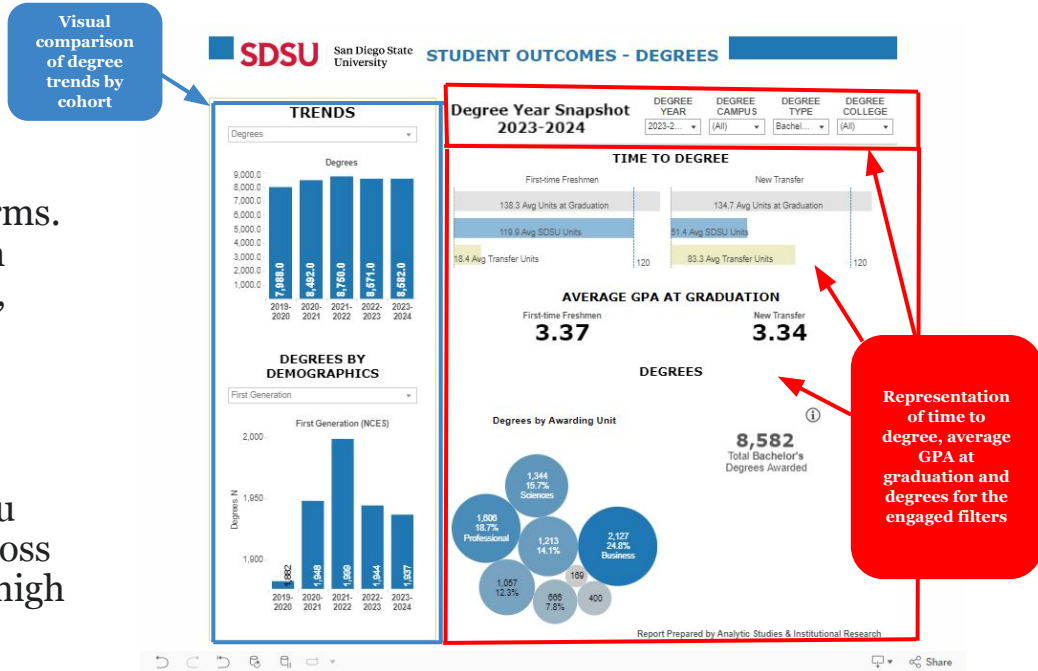 Visual
comparison
of degree
trends by
cohort
SDSU
San Diego State
University
STUDENT OUTCOMES - DEGREES
TRENDS
Degrees
Degrees
9,000.0
8,000.0
7,000.0
6,000.0
5,000.0
4,000.0
3,000.0
2,000.0
1,000.0
7,988.0
8,492.0
8,750.0
8,571.0
8,582.0
2019-
2020
2020-
2021
2021-
2022
2022-
2023
2023-
2024
DEGREES BY
DEMOGRAPHICS
First Generation
First Generation (NCES)
Degrees N
2,000
1,950
1,900
1,882
1,948
1,999
1,944
1,937
2019-
2020
2020-
2021
2021-
2022
2022-
2023
2023-
2024
Degree Year Snapshot
2023-2024
DEGREE
YEAR
2023-2...
DEGREE
CAMPUS
(All)
DEGREE
TYPE
Bachel...
DEGREE
COLLEGE
(All)
TIME TO DEGREE
First-time Freshmen
138.3 Avg Units at Graduation
119.9 Avg SDSU Units
18.4 Avg Transfer Units
120
New Transfer
134.7 Avg Units at Graduation
51.4 Avg SDSU Units
83.3 Avg Transfer Units
120
AVERAGE GPA AT GRADUATION
First-time Freshmen
3.37
New Transfer
3.34
DEGREES
Degrees by Awarding Unit
1,344
15.7%
Sciences
1,606
18.7%
Professional
1,213
14.1%
2,127
24.8%
Business
1,057
12.3%
169
666
7.8%
400
8,582
Total Bachelor's
Degrees Awarded
Report Prepared by Analytic Studies & Institutional Research
Representation
of time to
degree, average
GPA at
graduation and
degrees for the
engaged filters
Share
high